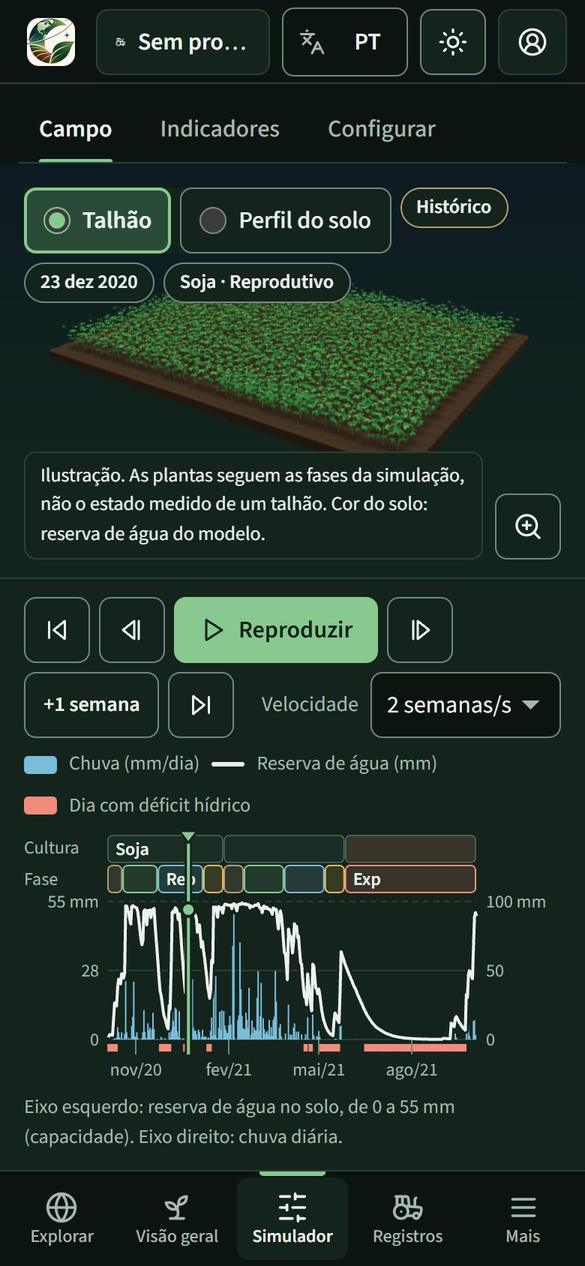 Sem pro...
PT
Campo
Indicadores
Configurar
Talhão
Perfil do solo
Histórico
23 dez 2020
Soja · Reprodutivo
Ilustração. As plantas seguem as fases da simulação,
não o estado medido de um talhão. Cor do solo:
reserva de água do modelo.
Reproduzir
+1 semana
Velocidade
2 semanas/s
Chuva (mm/dia)
Reserva de água (mm)
Dia com déficit hídrico
Cultura
Soja
Fase
Rep
Exp
55 mm
100 mm
28
50
0
0
nov/20
fev/21
mai/21
ago/21
Eixo esquerdo: reserva de água no solo, de 0 a 55 mm
(capacidade). Eixo direito: chuva diária.
Explorar
Visão geral
Simulador
Registros
Mais